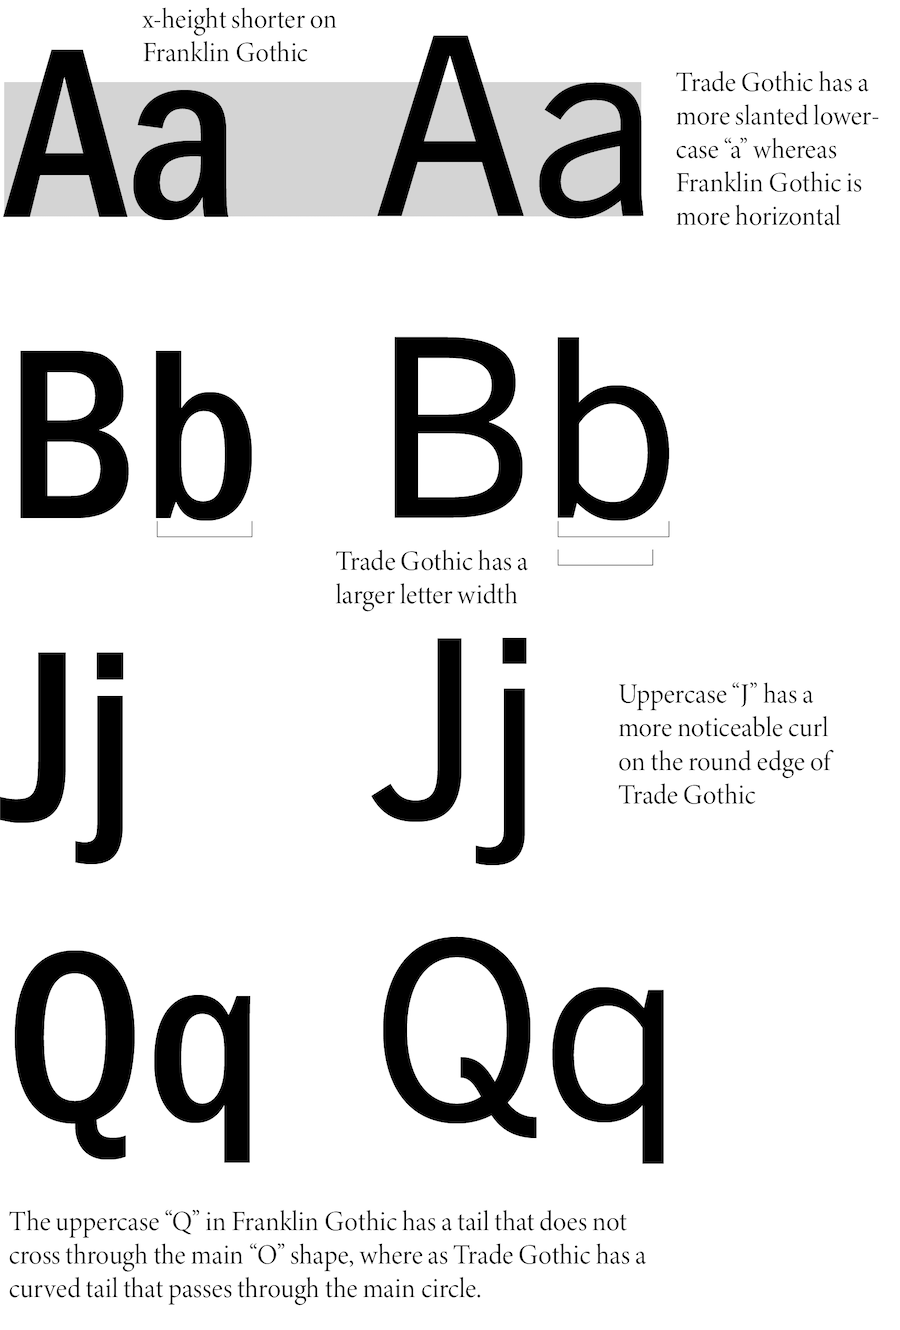 x-height shorter on
Franklin Gothic
Aa Aa
Trade Gothic has a
more slanted lower-
case “a” whereas
Franklin Gothic is
more horizontal
Bb Bb
Trade Gothic has a
larger letter width
Jj Jj
Uppercase “J” has a
more noticeable curl
on the round edge of
Trade Gothic
Qq Qq
The uppercase “Q” in Franklin Gothic has a tail that does not
cross through the main “O” shape, where as Trade Gothic has a
curved tail that passes through the main circle.